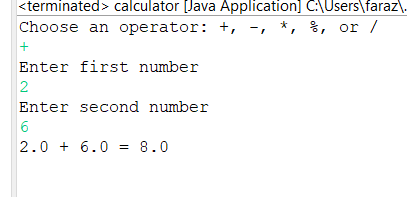 <terminated> calculator [Java Application] C:\Users\faraz\.
Choose an operator: +, -, *, %, or /
+
Enter first number
2
Enter second number
6
2.0 + 6.0 = 8.0